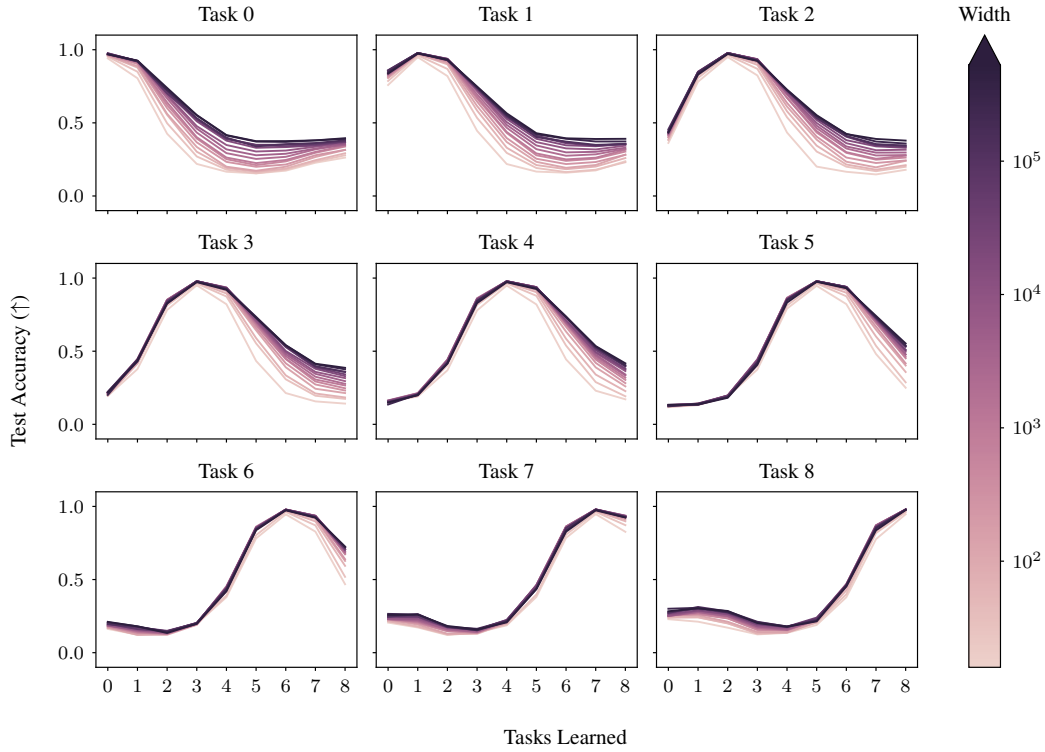 Task 0 Task 1 Task 2 Width
1.0
0.5
0.0
10^5
Task 3 Task 4 Task 5
1.0
0.5
0.0
10^4
Test Accuracy (↑)
10^3
Task 6 Task 7 Task 8
1.0
0.5
0.0
10^2
0 1 2 3 4 5 6 7 8 0 1 2 3 4 5 6 7 8 0 1 2 3 4 5 6 7 8
Tasks Learned